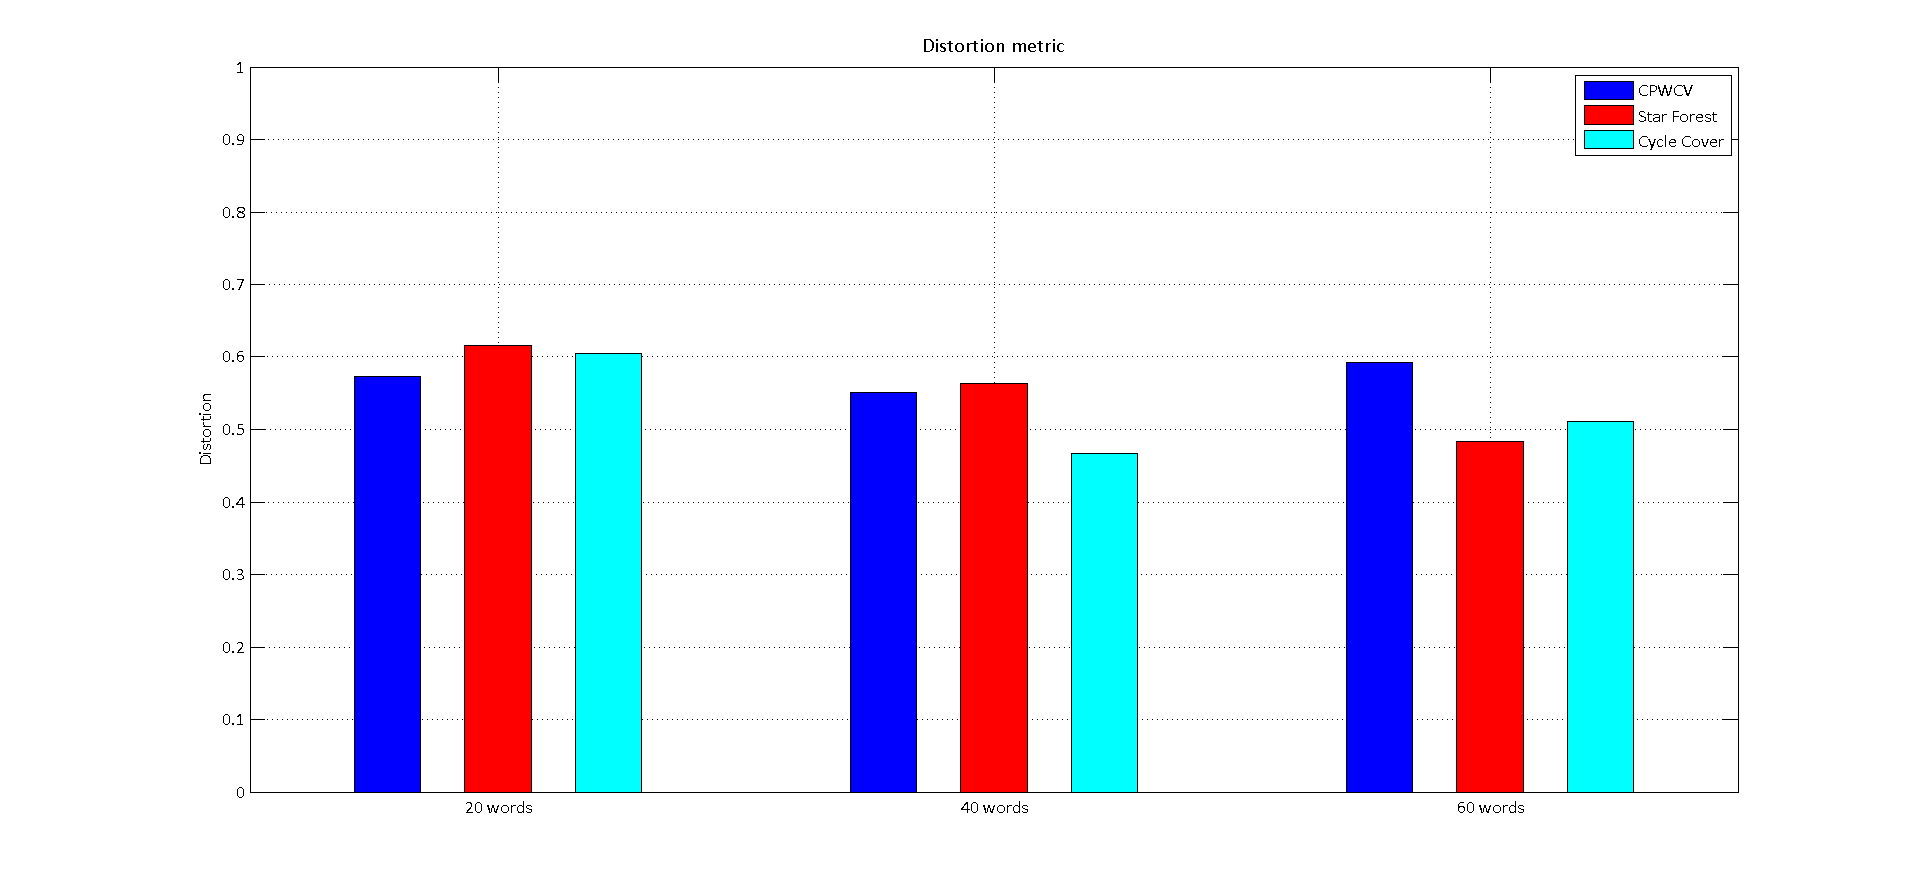 Distortion metric
1
0.9
0.8
0.7
0.6
0.5
0.4
0.3
0.2
0.1
0
Distortion
CPWCV
Star Forest
Cycle Cover
20 words
40 words
60 words